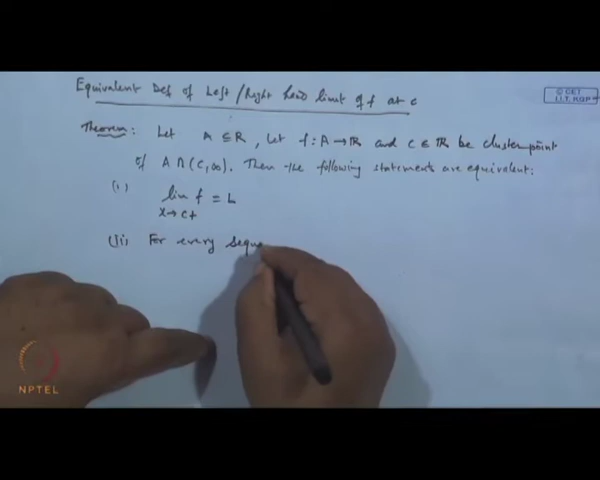 Equivalent Def of Left/Right hand limit of f at c
© CET
I.I.T. KGP
Theorem: Let A ⊆ R, Let f: A → R and c ∈ R be cluster point
of A ∩ (c, ∞). Then the following statements are equivalent:
(i) lim f = L
x → c+
(ii) For every seque
NPTEL